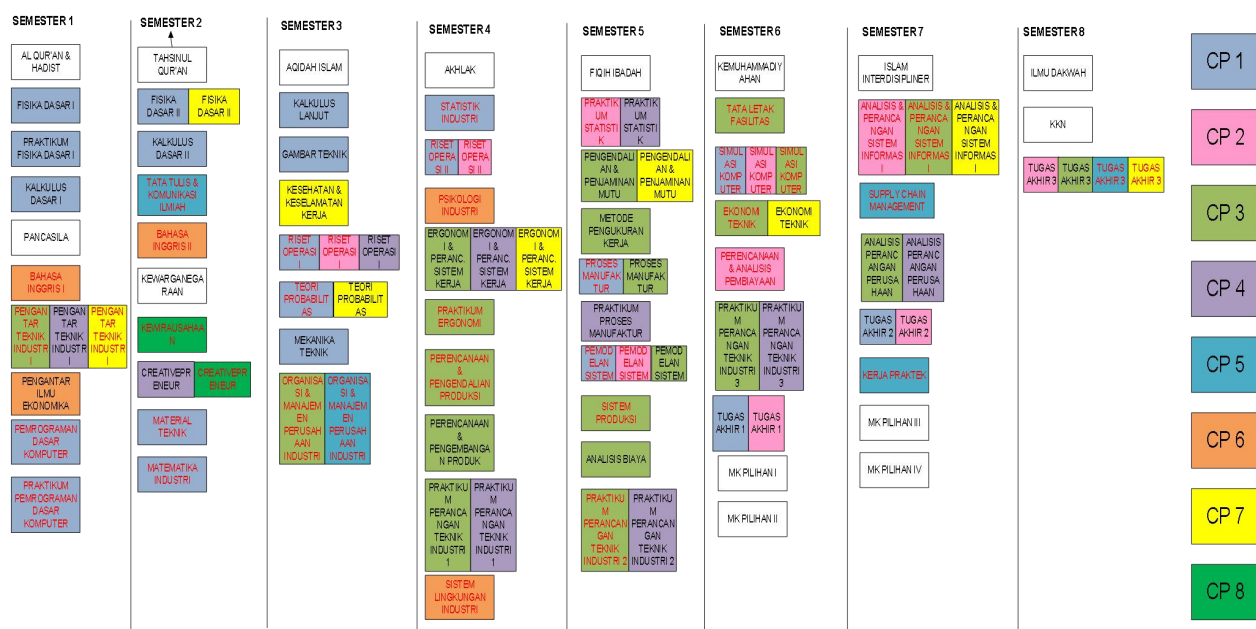 SEMESTER 1
AL QUR'AN &
HADIST
FISIKA DASAR I
PRAKTIKUM
FISIKA DASAR I
KALKULUS
DASAR I
PANCASILA
BAHASA
INGGRIS I
PENGAN
TAR
TEKNIK
INDUSTR
I
PENGAN
TAR
TEKNIK
INDUSTR
I
PENGAN
TAR
TEKNIK
INDUSTR
I
PENGANTAR
ILMU
EKONOMIKA
PEMROGRAMAN
DASAR
KOMPUTER
PRAKTIKUM
PEMROGRAMAN
DASAR
KOMPUTER
SEMESTER 2
TAHSINUL
QUR'AN
FISIKA
DASAR II
FISIKA
DASAR II
KALKULUS
DASAR II
TATA TULIS &
KOMUNIKASI
ILMIAH
BAHASA
INGGRIS II
KEWARGANEGA
RAAN
KEWIRAUSAHAA
N
CREATIVEPR
ENEUR
CREATIVEPR
ENEUR
MATERIAL
TEKNIK
MATEMATIKA
INDUSTRI
SEMESTER 3
AQIDAH ISLAM
KALKULUS
LANJUT
GAMBAR TEKNIK
KESEHATAN &
KESELAMATAN
KERJA
RISET
OPERASI
I
RISET
OPERASI
I
RISET
OPERASI
I
TEORI
PROBABILIT
AS
TEORI
PROBABILIT
AS
MEKANIKA
TEKNIK
ORGANISA
SI &
MANAJEM
EN
PERUSAH
AAN
INDUSTRI
ORGANISA
SI &
MANAJEM
EN
PERUSAH
AAN
INDUSTRI
SEMESTER 4
AKHLAK
STATISTIK
INDUSTRI
RISET
OPERA
SI II
RISET
OPERA
SI II
PSIKOLOGI
INDUSTRI
ERGONOM
I &
PERANC.
SISTEM
KERJA
ERGONOM
I &
PERANC.
SISTEM
KERJA
ERGONOM
I &
PERANC.
SISTEM
KERJA
PRAKTIKUM
ERGONOMI
PERENCANAAN
&
PENGENDALIAN
PRODUKSI
PERENCANAAN
&
PENGEMBANGA
N PRODUK
PRAKTIKU
M
PERANCA
NGAN
TEKNIK
INDUSTRI
1
PRAKTIKU
M
PERANCA
NGAN
TEKNIK
INDUSTRI
1
SISTEM
LINGKUNGAN
INDUSTRI
SEMESTER 5
FIQIH IBADAH
PRAKTIK
UM
STATISTI
K
PRAKTIK
UM
STATISTI
K
PENGENDALI
AN &
PENJAMINAN
MUTU
PENGENDALI
AN &
PENJAMINAN
MUTU
METODE
PENGUKURAN
KERJA
PROSES
MANUFAK
TUR
PROSES
MANUFAK
TUR
PRAKTIKUM
PROSES
MANUFAKTUR
PEMOD
ELAN
SISTEM
PEMOD
ELAN
SISTEM
PEMOD
ELAN
SISTEM
SISTEM
PRODUKSI
ANALISIS BIAYA
PRAKTIKU
M
PERANCAN
GAN
TEKNIK
INDUSTRI 2
PRAKTIKU
M
PERANCAN
GAN
TEKNIK
INDUSTRI 2
SEMESTER 6
KEMUHAMMADIY
AHAN
TATA LETAK
FASILITAS
SIMUL
ASI
KOMP
UTER
SIMUL
ASI
KOMP
UTER
SIMUL
ASI
KOMP
UTER
EKONOMI
TEKNIK
EKONOMI
TEKNIK
PERENCANAAN
& ANALISIS
PEMBIAYAAN
PRAKTIKU
M
PERANCA
NGAN
TEKNIK
INDUSTRI
3
PRAKTIKU
M
PERANCA
NGAN
TEKNIK
INDUSTRI
3
TUGAS
AKHIR 1
TUGAS
AKHIR 1
MK PILIHAN I
MK PILIHAN II
SEMESTER 7
ISLAM
INTERDISIPLINER
ANALISIS
&
PERANCA
NGAN
SISTEM
INFORMAS
I
ANALISIS
&
PERANCA
NGAN
SISTEM
INFORMAS
I
ANALISIS
&
PERANCA
NGAN
SISTEM
INFORMAS
I
SUPPLY CHAIN
MANAGEMENT
ANALISIS
PERANC
ANGAN
PERUSA
HAAN
ANALISIS
PERANC
ANGAN
PERUSA
HAAN
TUGAS
AKHIR 2
TUGAS
AKHIR 2
KERJA PRAKTEK
MK PILIHAN III
MK PILIHAN IV
SEMESTER 8
ILMU DAKWAH
KKN
TUGAS
AKHIR 3
TUGAS
AKHIR 3
TUGAS
AKHIR 3
TUGAS
AKHIR 3
CP 1
CP 2
CP 3
CP 4
CP 5
CP 6
CP 7
CP 8